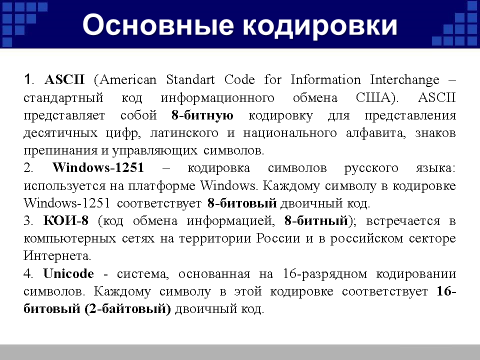 Основные кодировки
1. ASCII (American Standart Code for Information Interchange –
стандартный код информационного обмена США). ASCII
представляет собой 8-битную кодировку для представления
десятичных цифр, латинского и национального алфавита, знаков
препинания и управляющих символов.
2. Windows-1251 – кодировка символов русского языка:
используется на платформе Windows. Каждому символу в кодировке
Windows-1251 соответствует 8-битовый двоичный код.
3. КОИ-8 (код обмена информацией, 8-битный); встречается в
компьютерных сетях на территории России и в российском секторе
Интернета.
4. Unicode - система, основанная на 16-разрядном кодировании
символов. Каждому символу в этой кодировке соответствует 16-
битовый (2-байтовый) двоичный код.